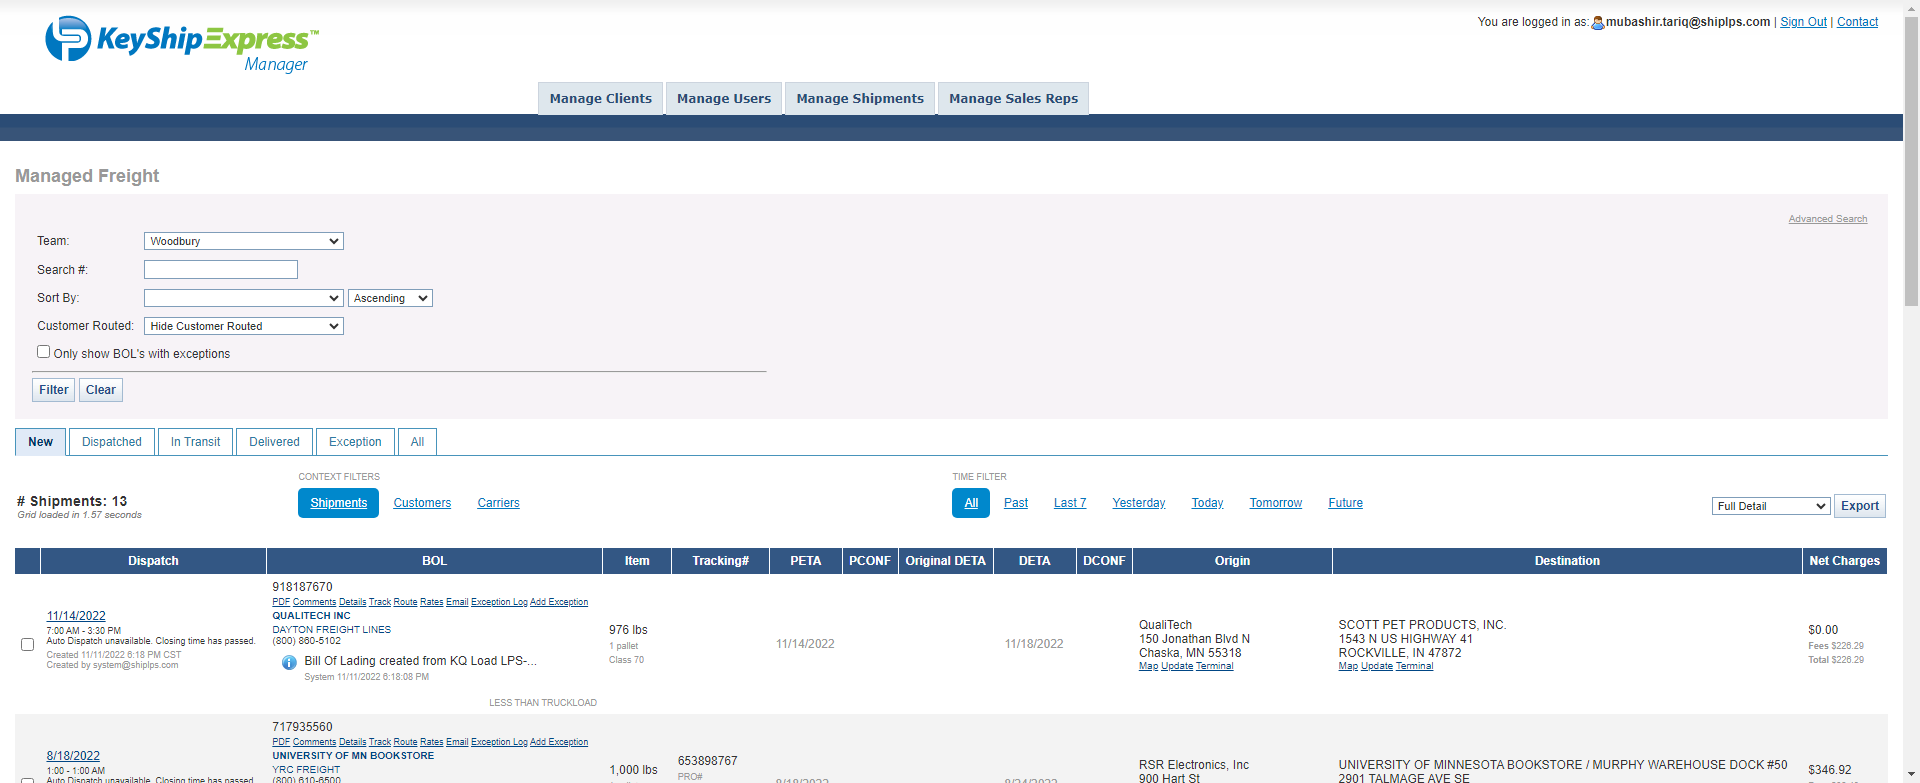 KeyShipExpress™
Manager
You are logged in as: mubashir.tariq@shiplps.com | Sign Out | Contact
Manage Clients
Manage Users
Manage Shipments
Manage Sales Reps
Managed Freight
Advanced Search
Team: Woodbury
Search #:
Sort By: Ascending
Customer Routed: Hide Customer Routed
Only show BOL's with exceptions
Filter Clear
New Dispatched In Transit Delivered Exception All
CONTEXT FILTERS
TIME FILTER
# Shipments: 13
Grid loaded in 1.57 seconds
Shipments Customers Carriers
All Past Last 7 Yesterday Today Tomorrow Future
Full Detail Export
Dispatch BOL Item Tracking# PETA PCONF Original DETA DETA DCONF Origin Destination Net Charges
11/14/2022
7:00 AM - 3:30 PM
Auto Dispatch unavailable. Closing time has passed.
Created 11/11/2022 6:18 PM CST
Created by system@shiplps.com
918187670
PDF Comments Details Track Route Rates Email Exception Log Add Exception
QUALITECH INC
DAYTON FREIGHT LINES
(800) 860-5102
Bill Of Lading created from KQ Load LPS-...
System 11/11/2022 6:18:08 PM
LESS THAN TRUCKLOAD
976 lbs
1 pallet
Class 70
11/14/2022
11/18/2022
QualiTech
150 Jonathan Blvd N
Chaska, MN 55318
Map Update Terminal
SCOTT PET PRODUCTS, INC.
1543 N US HIGHWAY 41
ROCKVILLE, IN 47872
Map Update Terminal
$0.00
Fees $226.29
Total $226.29
8/18/2022
1:00 - 1:00 AM
Auto Dispatch unavailable. Closing time has passed.
717935560
PDF Comments Details Track Route Rates Email Exception Log Add Exception
UNIVERSITY OF MN BOOKSTORE
YRC FREIGHT
(800) 610-6500
1,000 lbs
653898767
PRO#
8/18/2022
8/24/2022
RSR Electronics, Inc
900 Hart St
UNIVERSITY OF MINNESOTA BOOKSTORE / MURPHY WAREHOUSE DOCK #50
2901 TALMAGE AVE SE
$346.92